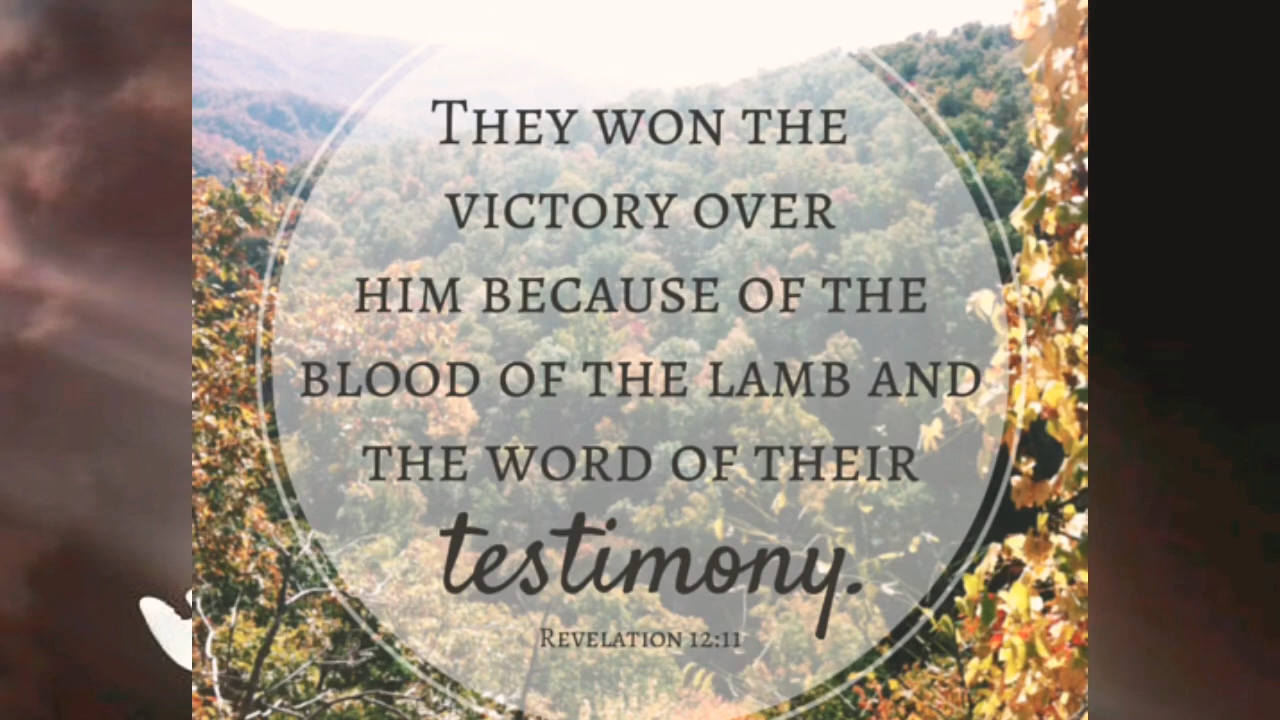 They won the
victory over
him because of the
blood of the Lamb and
the word of their
testimony.
Revelation 12:11